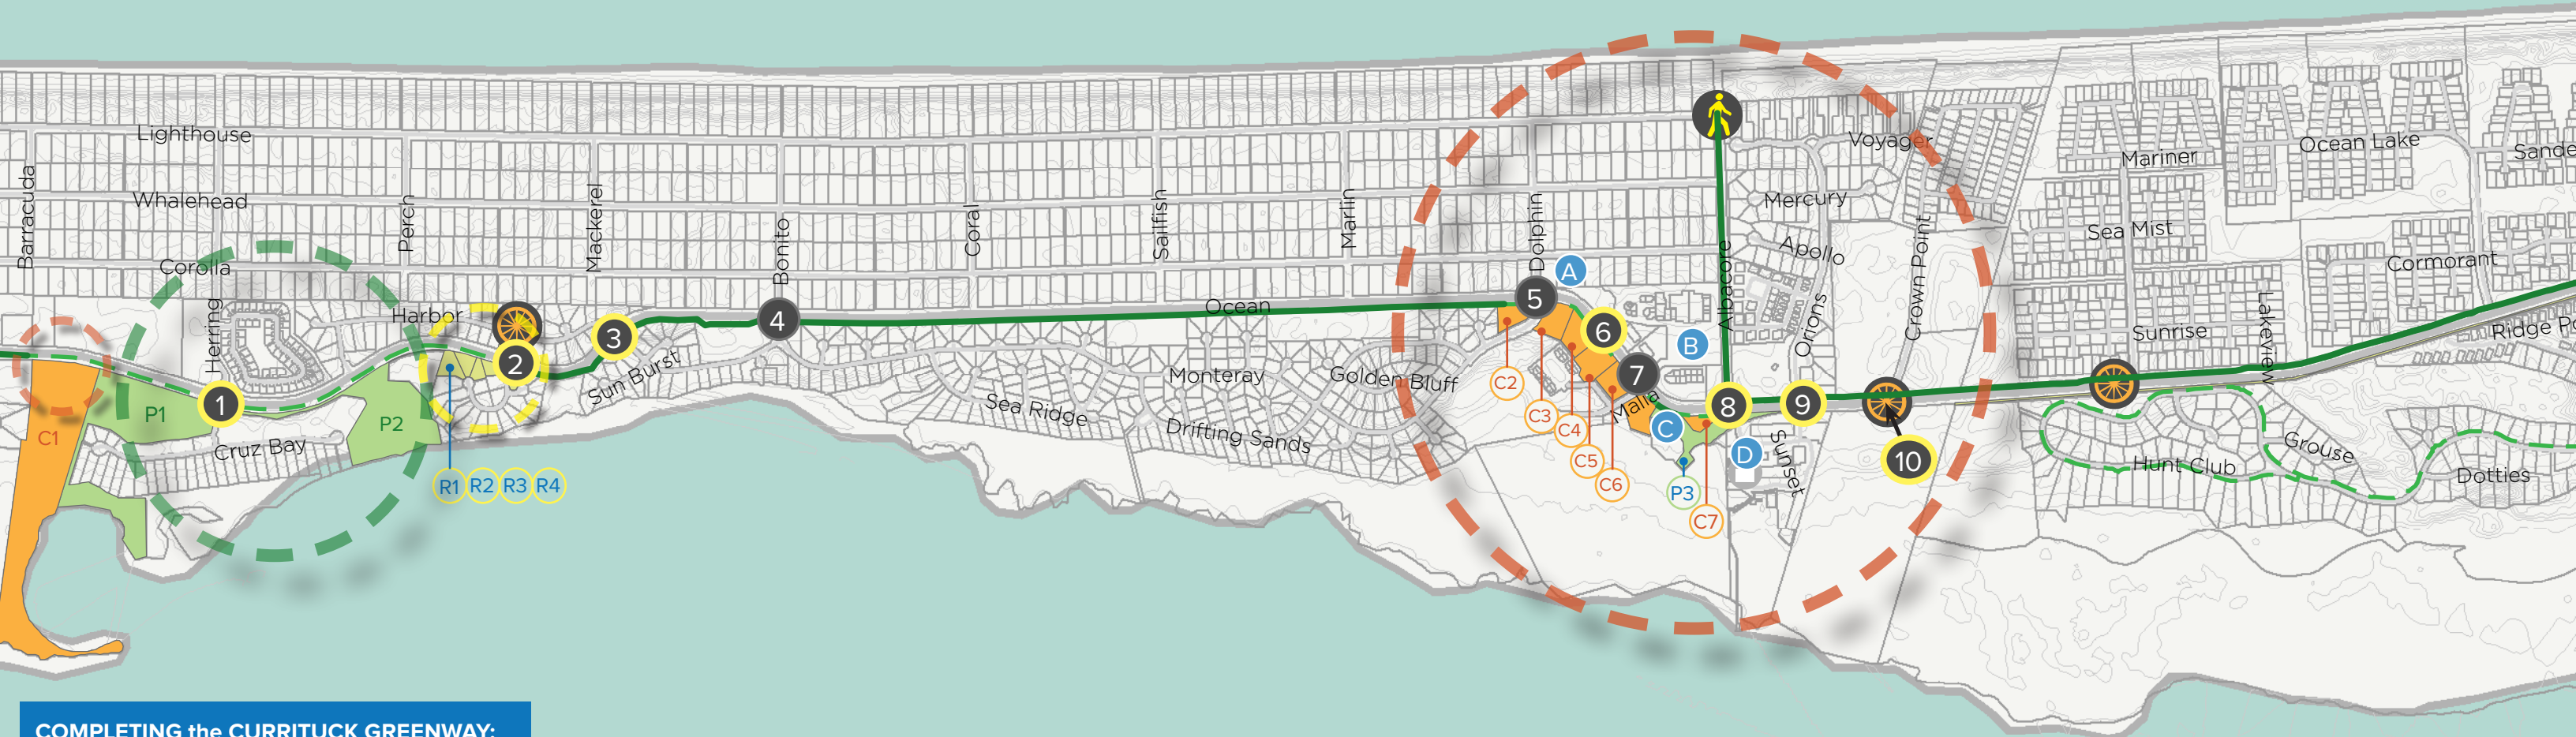 Lighthouse
Whalehead
Corolla
Barracuda
Herring
Perch
Harbor
Mackerel
Bonito
Coral
Sailfish
Marlin
Dolphin
Albacore
Ocean
Voyager
Mercury
Apollo
Orions
Crown Point
Mariner
Sea Mist
Ocean Lake
Cormorant
Sunrise
Lakeview
Cruz Bay
Sun Burst
Monteray
Sea Ridge
Drifting Sands
Golden Bluff
Malia
Sunset
Hunt Club
Grouse
Dotties
C1
P1
P2
1
2
3
4
5
6
7
8
9
10
A
B
C
D
R1 R2 R3 R4
C2
C3
C4
C5
C6
P3
C7
COMPLETING the CURRITUCK GREENWAY: